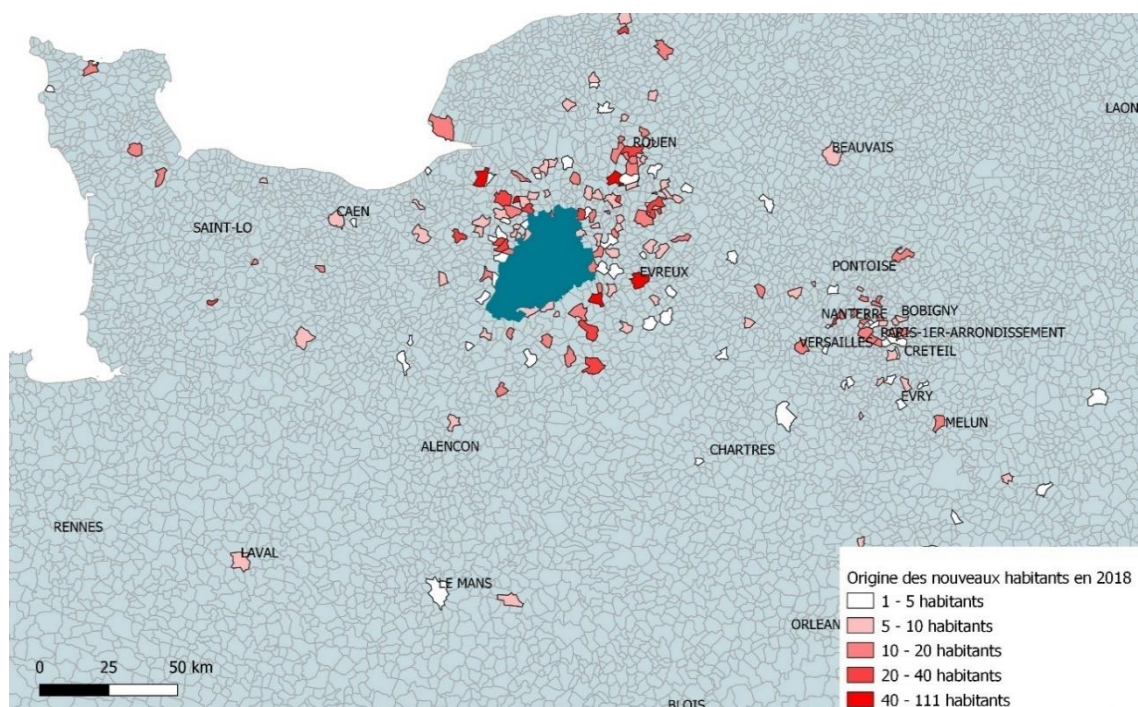 LAON
ROUEN
BEAUVAIS
CAEN
SAINT-LO
PONTOISE
EVREUX
NANTERRE
BOBIGNY
PARIS-1ER-ARRONDISSEMENT
VERSAILLES
CRETEIL
EVRY
MELUN
ALENCON
CHARTRES
RENNES
LAVAL
LE MANS
ORLEAN
BLOIS
0 25 50 km
Origine des nouveaux habitants en 2018
1 - 5 habitants
5 - 10 habitants
10 - 20 habitants
20 - 40 habitants
40 - 111 habitants